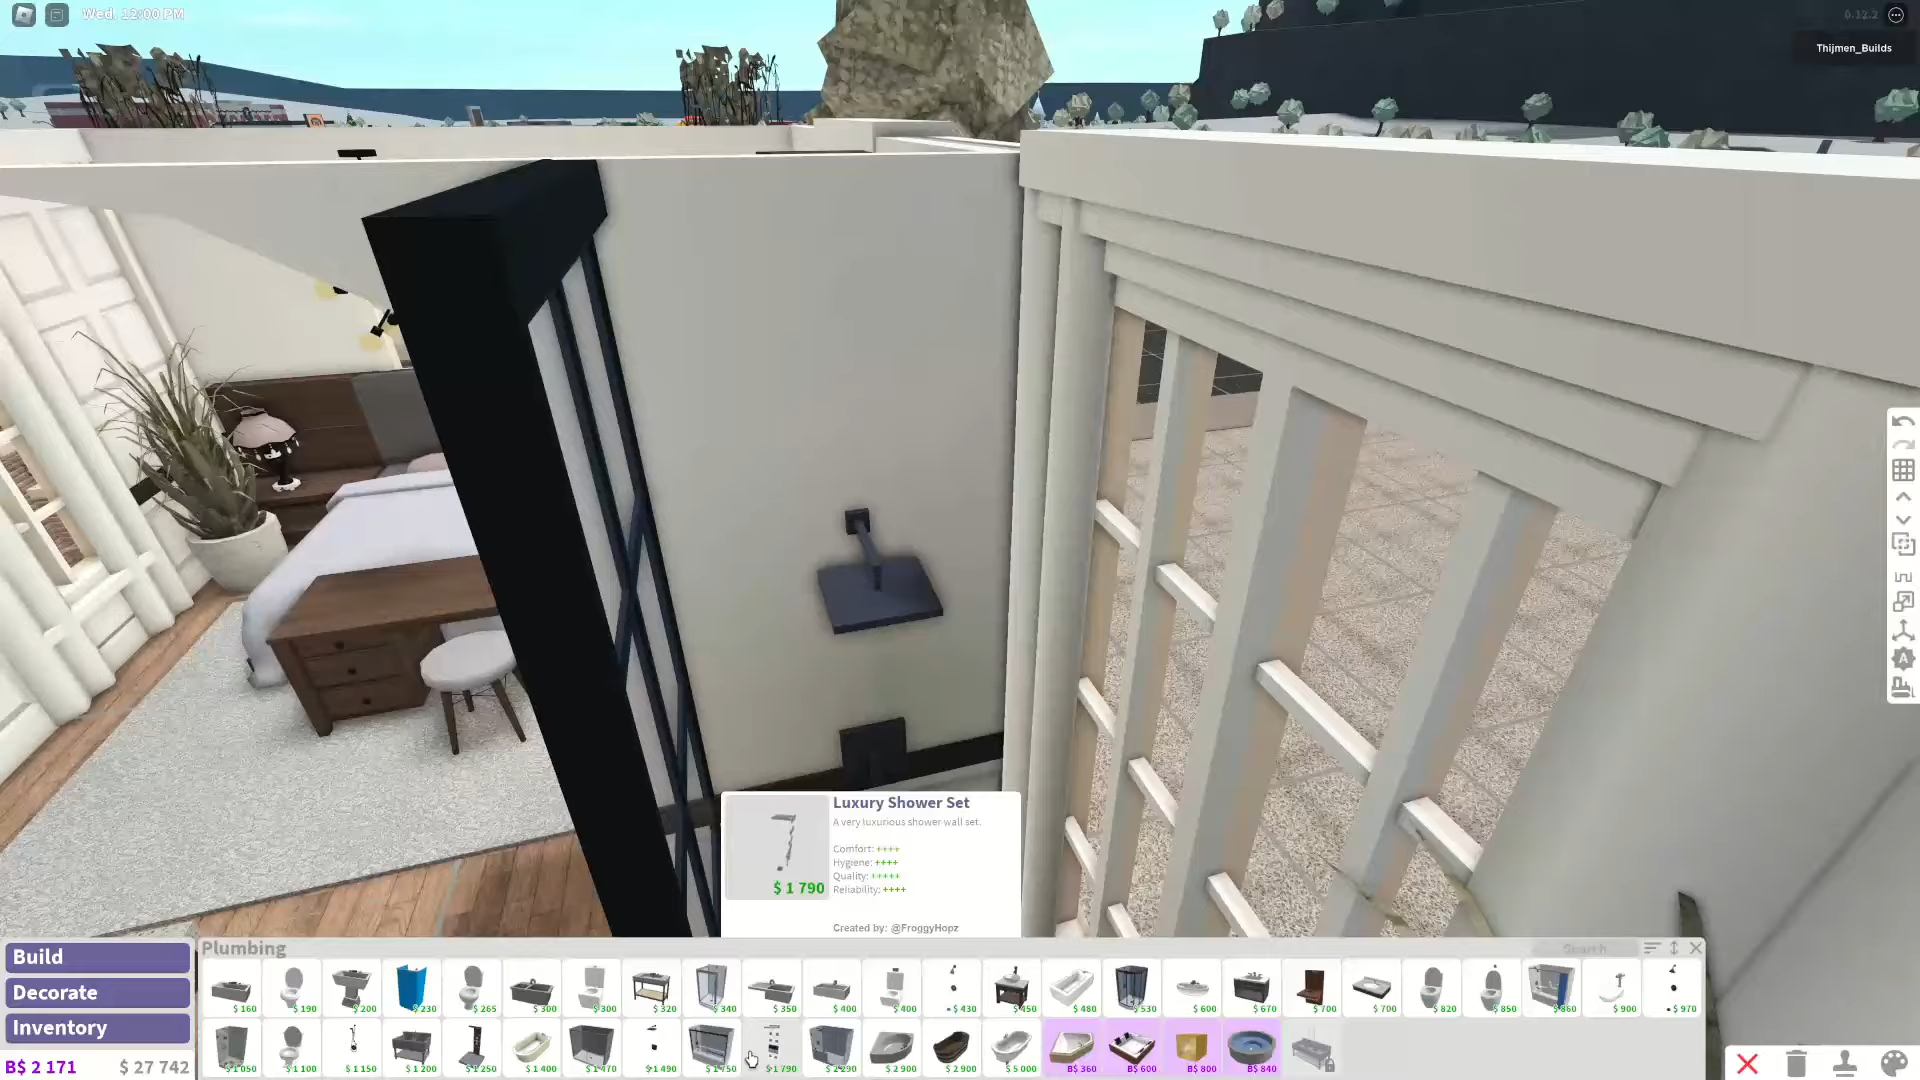 Wed. 12:00 PM
0.12.2
Thijmen_Builds
Luxury Shower Set
A very luxurious shower wall set.
Comfort: ++++
Hygiene: ++++
Quality: +++++
Reliability: ++++
$ 1 790
Created by: @FroggyHopz
Build
Decorate
Inventory
B$ 2 171
$ 27 742
Plumbing
Search
$ 160
$ 190
$ 200
$ 230
$ 265
$ 300
$ 300
$ 320
$ 340
$ 350
$ 400
$ 400
$ 430
$ 450
$ 480
$ 530
$ 600
$ 670
$ 700
$ 700
$ 820
$ 850
$ 860
$ 900
$ 970
$ 1 050
$ 1 100
$ 1 150
$ 1 200
$ 1 250
$ 1 400
$ 1 470
$ 1 490
$ 1 750
$ 1 790
$ 2 290
$ 2 900
$ 2 900
$ 5 000
B$ 360
B$ 600
B$ 800
B$ 840